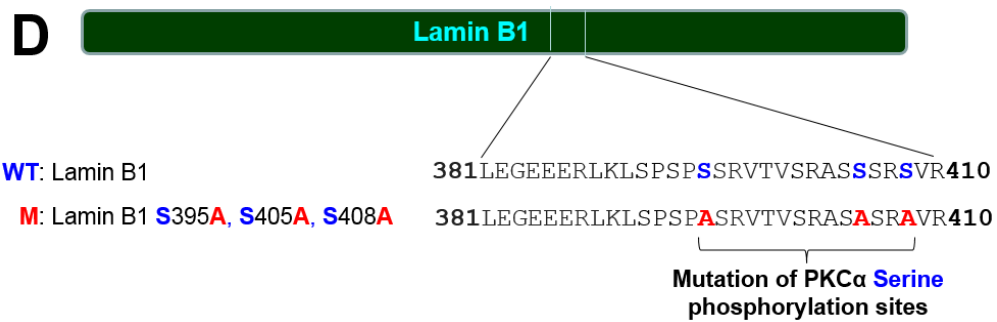 D
Lamin B1
WT: Lamin B1 381LEGEEERLKLSPSPSSRVTVSRASSSRSVR410
M: Lamin B1 S395A, S405A, S408A 381LEGEEERLKLSPSPASRVTVSRASASRAVR410
Mutation of PKCα Serine
phosphorylation sites